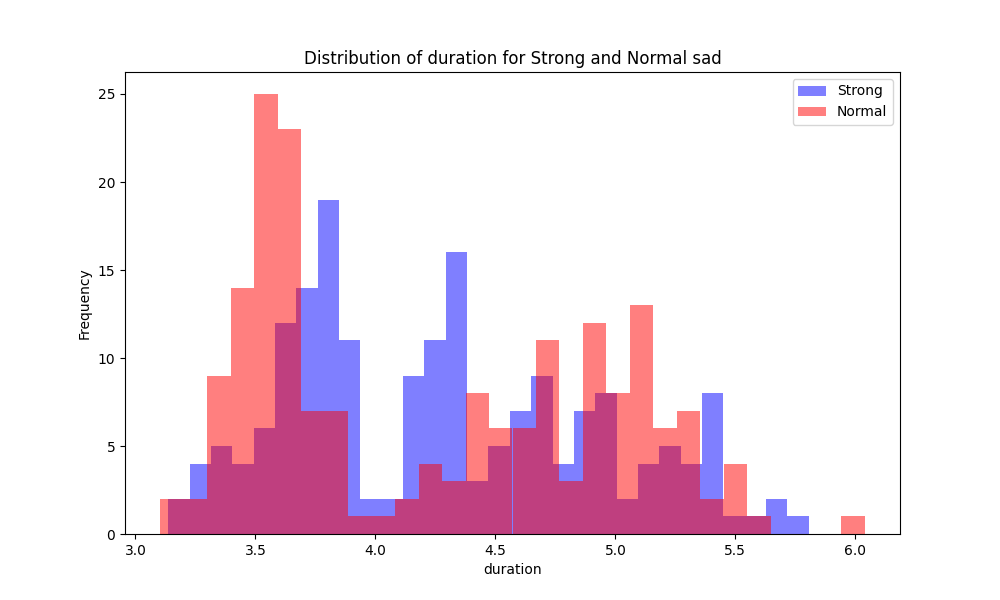 Distribution of duration for Strong and Normal sad
Strong
Normal
25
20
15
10
5
0
Frequency
3.0 3.5 4.0 4.5 5.0 5.5 6.0
duration